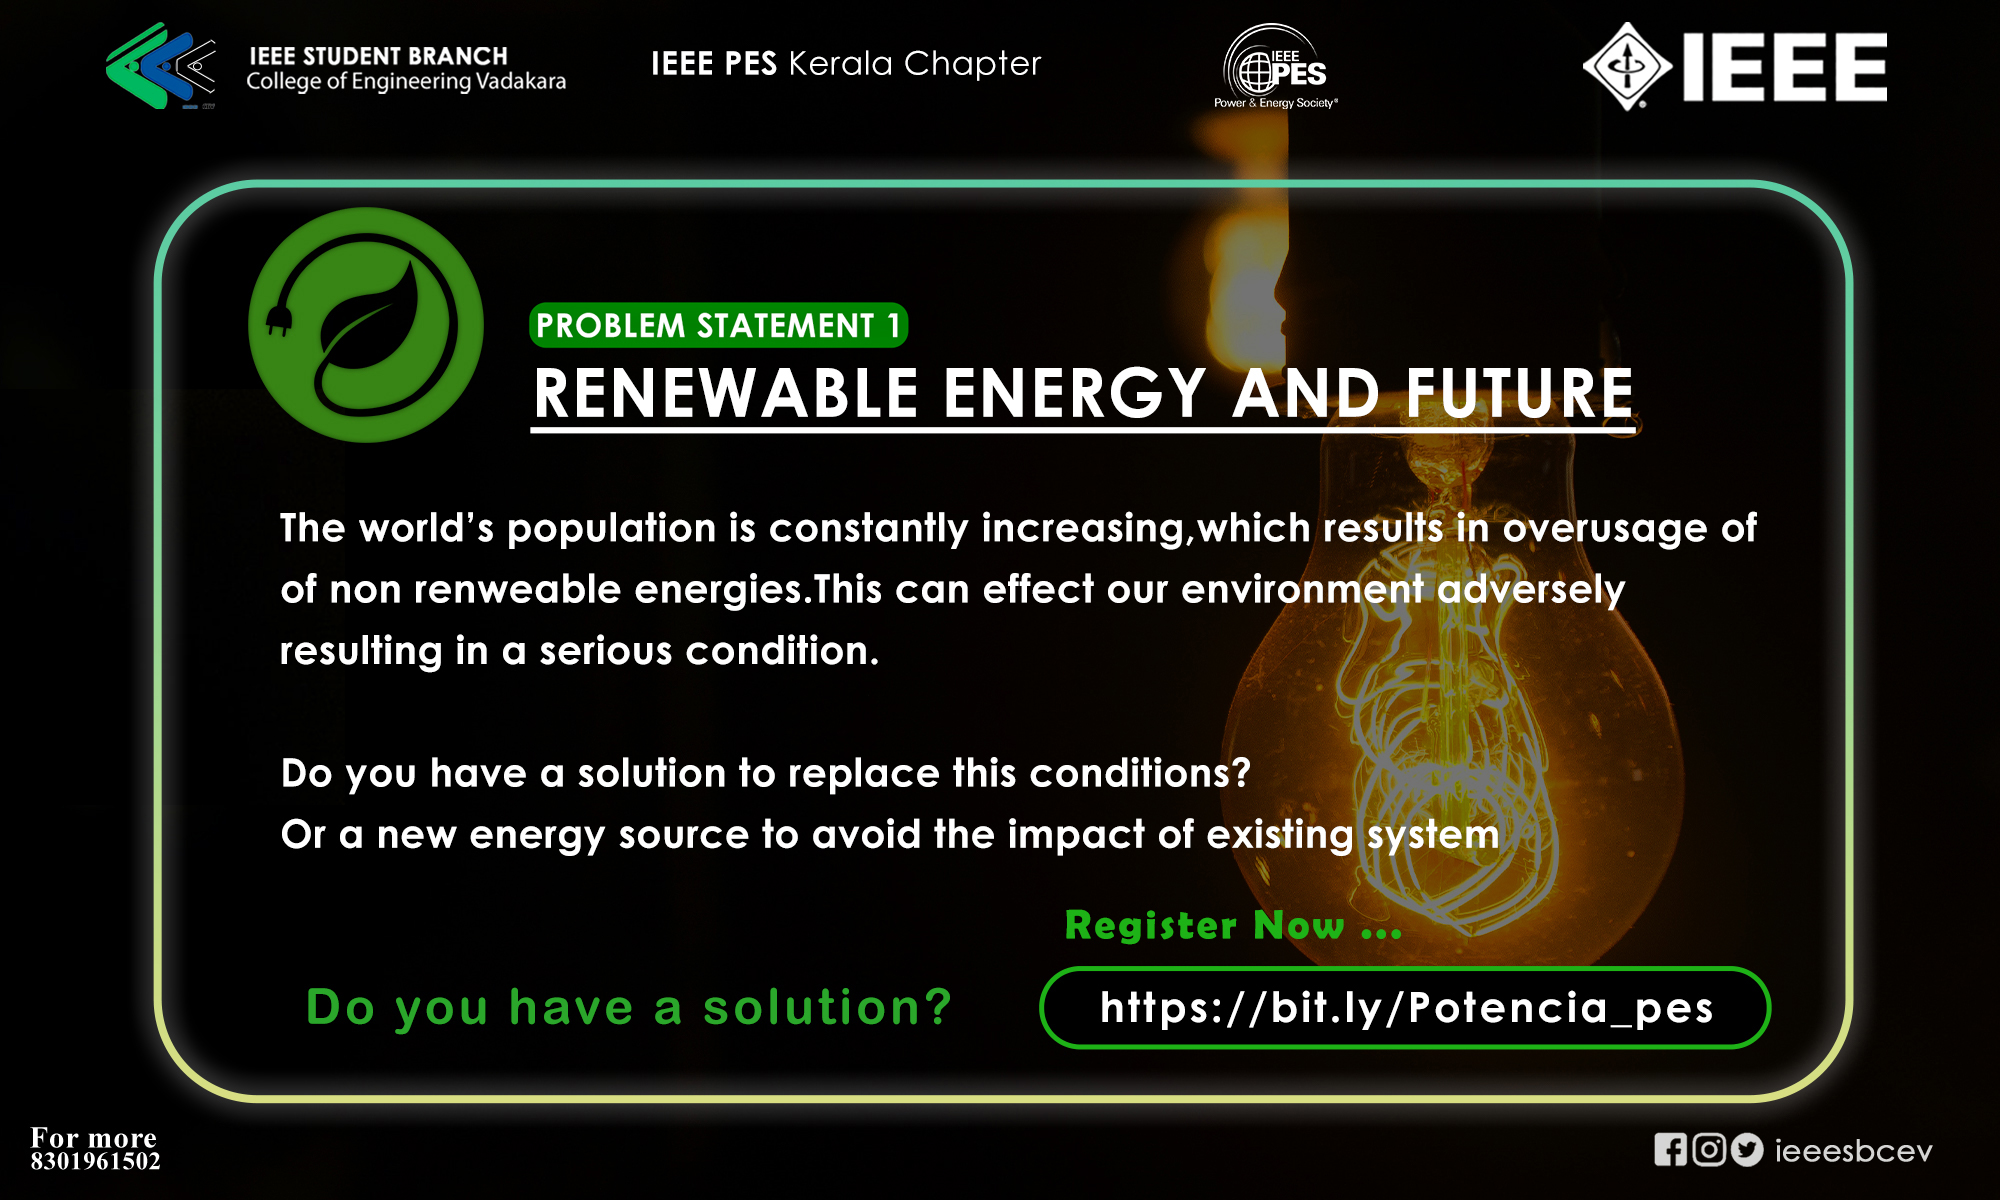 IEEE STUDENT BRANCH
College of Engineering Vadakara
IEEE PES Kerala Chapter
IEEE
PES
Power & Energy Society®
IEEE
PROBLEM STATEMENT 1
RENEWABLE ENERGY AND FUTURE
The world's population is constantly increasing,which results in overusage of
of non renweable energies.This can effect our environment adversely
resulting in a serious condition.
Do you have a solution to replace this conditions?
Or a new energy source to avoid the impact of existing system
Register Now ...
Do you have a solution?
https://bit.ly/Potencia_pes
For more
8301961502
ieeesbcev